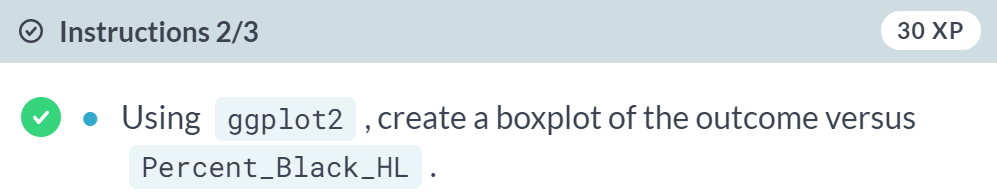 Instructions 2/3
30 XP
Using ggplot2 , create a boxplot of the outcome versus
Percent_Black_HL .